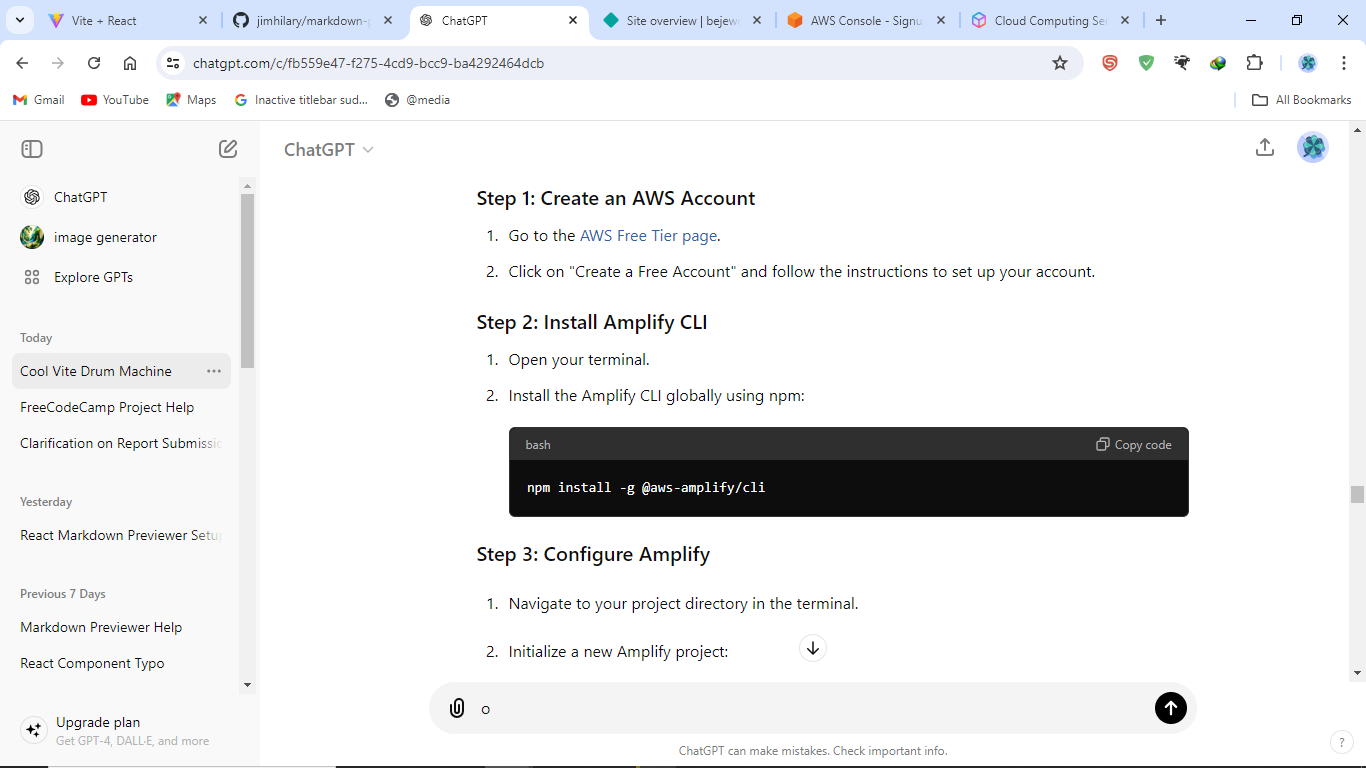 Vite + React
jimhilary/markdown-p
ChatGPT
Site overview | bejew
AWS Console - Signu
Cloud Computing Ser
chatgpt.com/c/fb559e47-f275-4cd9-bcc9-ba4292464dcb
Gmail
YouTube
Maps
Inactive titlebar sud...
@media
All Bookmarks
ChatGPT
image generator
Explore GPTs
Today
Cool Vite Drum Machine
FreeCodeCamp Project Help
Clarification on Report Submissio
Yesterday
React Markdown Previewer Setu
Previous 7 Days
Markdown Previewer Help
React Component Typo
Upgrade plan
Get GPT-4, DALL·E, and more
ChatGPT
Step 1: Create an AWS Account
1. Go to the AWS Free Tier page.
2. Click on "Create a Free Account" and follow the instructions to set up your account.
Step 2: Install Amplify CLI
1. Open your terminal.
2. Install the Amplify CLI globally using npm:
bash
Copy code
npm install -g @aws-amplify/cli
Step 3: Configure Amplify
1. Navigate to your project directory in the terminal.
2. Initialize a new Amplify project:
o
ChatGPT can make mistakes. Check important info.
?